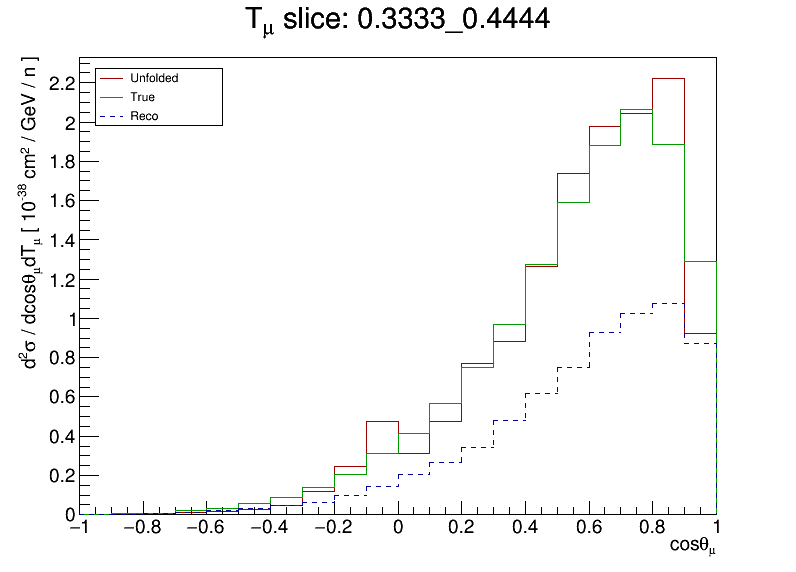 Tμ slice: 0.3333_0.4444
d²σ / dcosθμdTμ [ 10⁻³⁸ cm² / GeV / n ]
Unfolded
True
Reco
2.2
2
1.8
1.6
1.4
1.2
1
0.8
0.6
0.4
0.2
0
−1 −0.8 −0.6 −0.4 −0.2 0 0.2 0.4 0.6 0.8 1
cosθμ